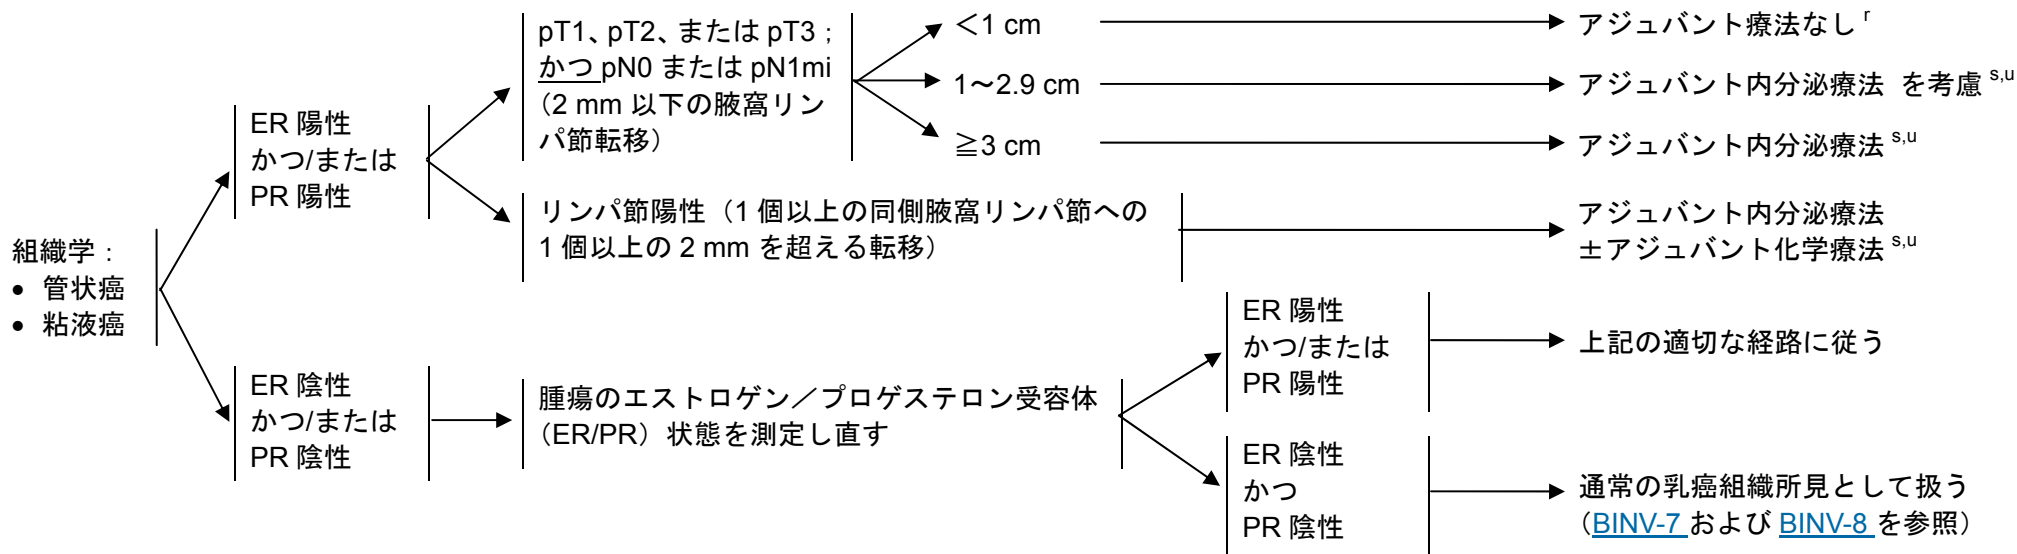 組織学：
• 管状癌
• 粘液癌
ER 陽性
かつ/または
PR 陽性
pT1、pT2、または pT3；
かつ pN0 または pN1mi
（2 mm 以下の腋窩リン
パ節転移）
＜1 cm
アジュバント療法なし r
1～2.9 cm
アジュバント内分泌療法 を考慮 s,u
≧3 cm
アジュバント内分泌療法 s,u
リンパ節陽性（1 個以上の同側腋窩リンパ節への
1 個以上の 2 mm を超える転移）
アジュバント内分泌療法
±アジュバント化学療法 s,u
ER 陰性
かつ/または
PR 陰性
腫瘍のエストロゲン／プロゲステロン受容体
（ER/PR）状態を測定し直す
ER 陽性
かつ/または
PR 陽性
上記の適切な経路に従う
ER 陰性
かつ
PR 陰性
通常の乳癌組織所見として扱う
（BINV-7 および BINV-8 を参照）